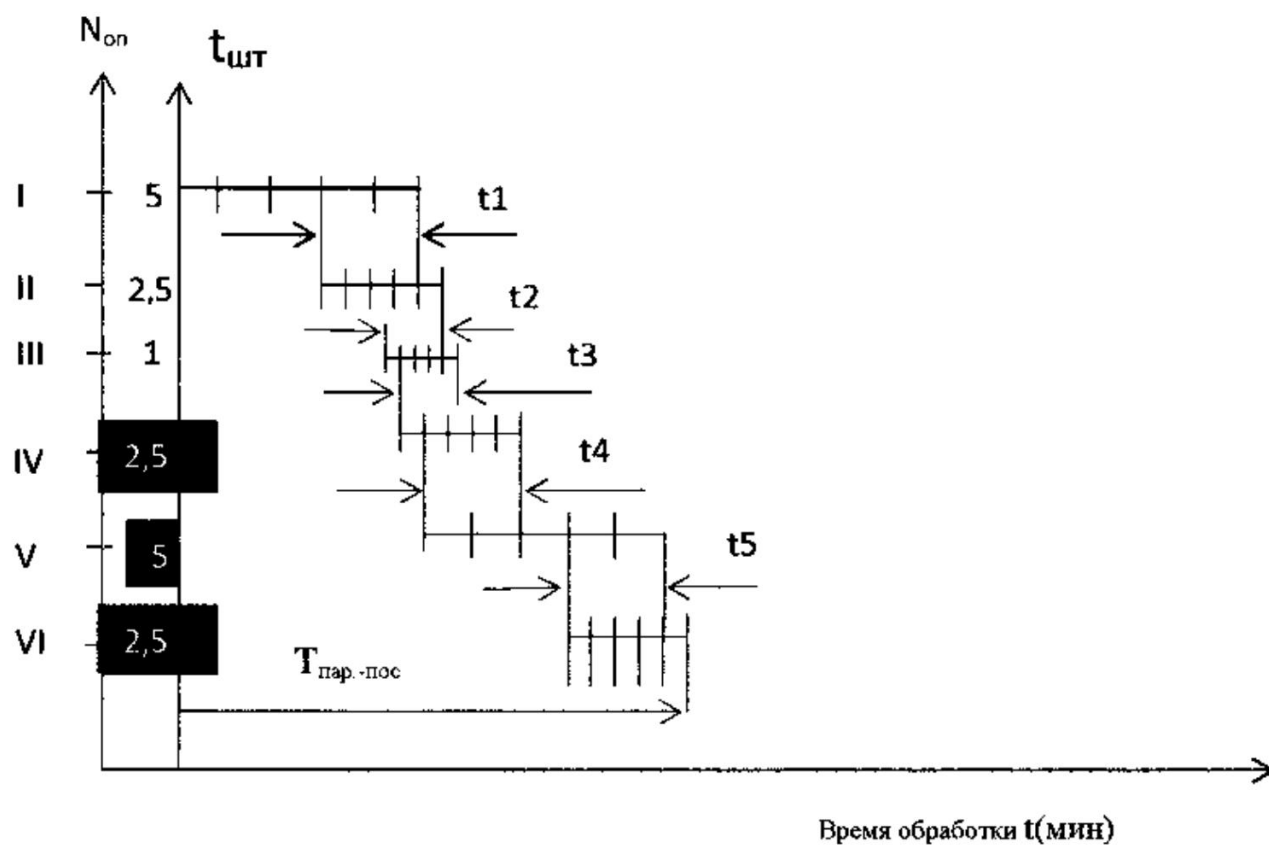 Nоп
tшт
I 5 t1
II 2,5 t2
III 1 t3
IV 2,5 t4
V 5 t5
VI 2,5
Tпар.-пос
Время обработки t(мин)